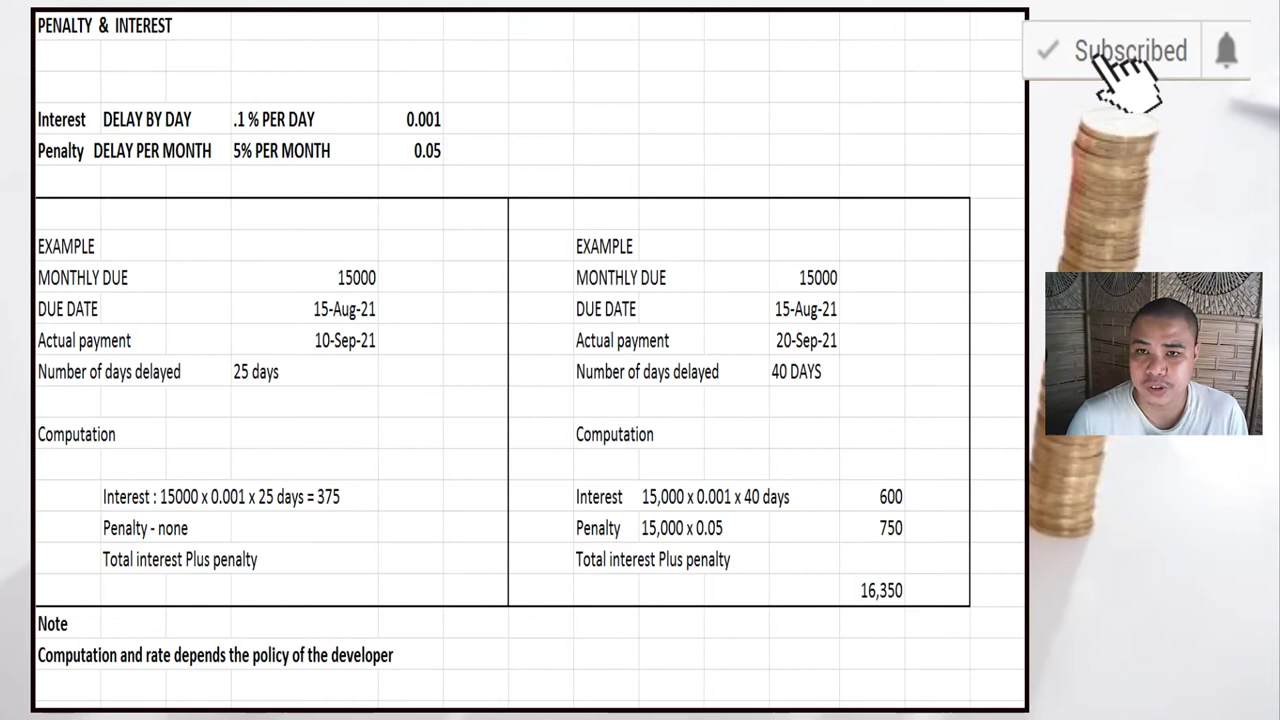 PENALTY & INTEREST
Subscribed
Interest DELAY BY DAY .1 % PER DAY 0.001
Penalty DELAY PER MONTH 5% PER MONTH 0.05
EXAMPLE
MONTHLY DUE 15000
DUE DATE 15-Aug-21
Actual payment 10-Sep-21
Number of days delayed 25 days
Computation
Interest : 15000 x 0.001 x 25 days = 375
Penalty - none
Total interest Plus penalty
EXAMPLE
MONTHLY DUE 15000
DUE DATE 15-Aug-21
Actual payment 20-Sep-21
Number of days delayed 40 DAYS
Computation
Interest 15,000 x 0.001 x 40 days 600
Penalty 15,000 x 0.05 750
Total interest Plus penalty
16,350
Note
Computation and rate depends the policy of the developer